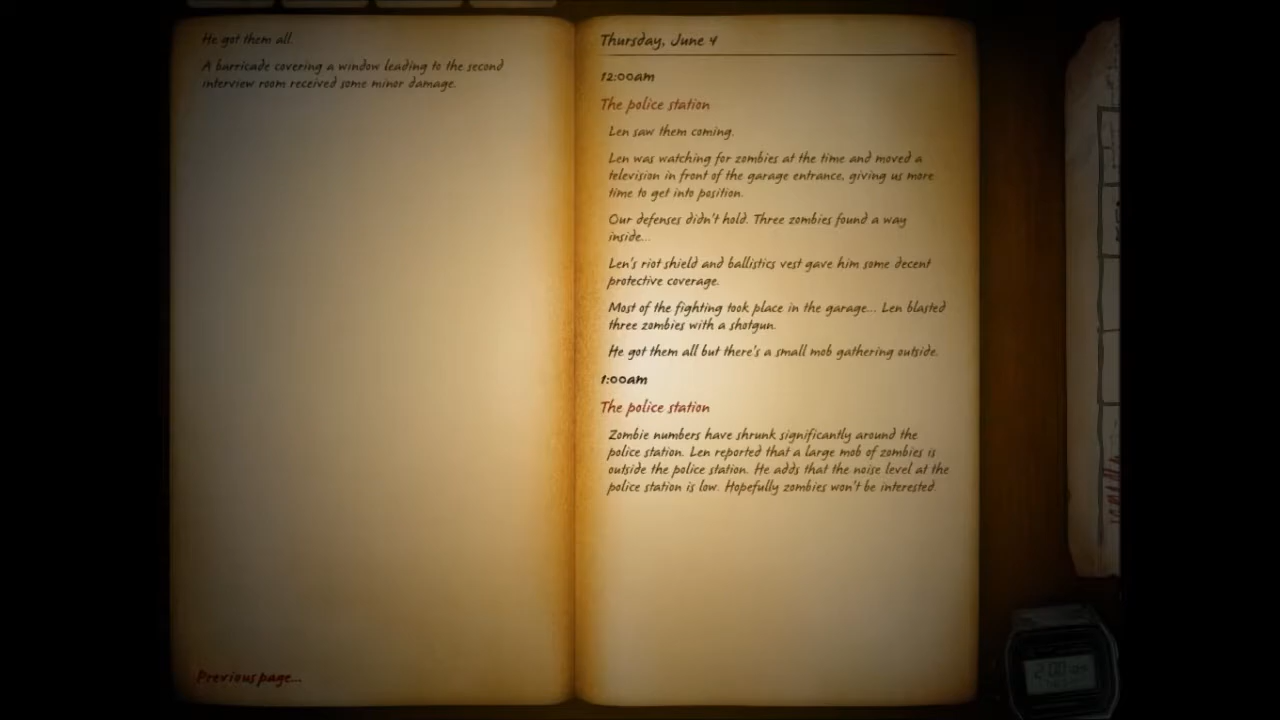 He got them all.
A barricade covering a window leading to the second
interview room received some minor damage.
Previous page...
Thursday, June 4
12:00am
The police station
Len saw them coming.
Len was watching for zombies at the time and moved a
television in front of the garage entrance, giving us more
time to get into position.
Our defenses didn't hold. Three zombies found a way
inside...
Len's riot shield and ballistics vest gave him some decent
protective coverage.
Most of the fighting took place in the garage... Len blasted
three zombies with a shotgun.
He got them all but there's a small mob gathering outside.
1:00am
The police station
Zombie numbers have shrunk significantly around the
police station. Len reported that a large mob of zombies is
outside the police station. He adds that the noise level at the
police station is low. Hopefully zombies won't be interested.
2:00